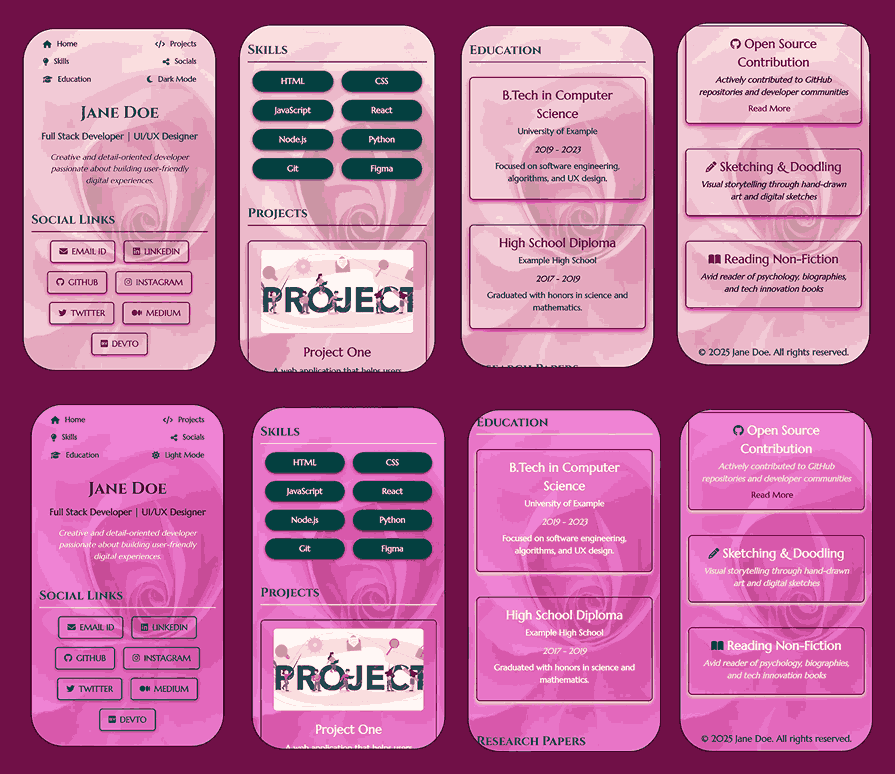 Home
Projects
Skills
Socials
Education
Dark Mode
Jane Doe
Full Stack Developer | UI/UX Designer
Creative and detail-oriented developer
passionate about building user-friendly
digital experiences.
Social Links
EMAIL ID
LINKEDIN
GITHUB
INSTAGRAM
TWITTER
MEDIUM
DEVTO
Skills
HTML
CSS
JavaScript
React
Node.js
Python
Git
Figma
Projects
PROJECT
Project One
A web application that helps users
Education
B.Tech in Computer
Science
University of Example
2019 - 2023
Focused on software engineering,
algorithms, and UX design.
High School Diploma
Example High School
2017 - 2019
Graduated with honors in science and
mathematics.
Research Papers
Open Source
Contribution
Actively contributed to GitHub
repositories and developer communities
Read More
Sketching & Doodling
Visual storytelling through hand-drawn
art and digital sketches
Reading Non-Fiction
Avid reader of psychology, biographies,
and tech innovation books
© 2025 Jane Doe. All rights reserved.
Home
Projects
Skills
Socials
Education
Light Mode
Jane Doe
Full Stack Developer | UI/UX Designer
Creative and detail-oriented developer
passionate about building user-friendly
digital experiences.
Social Links
EMAIL ID
LINKEDIN
GITHUB
INSTAGRAM
TWITTER
MEDIUM
DEVTO
Skills
HTML
CSS
JavaScript
React
Node.js
Python
Git
Figma
Projects
PROJECT
Project One
A web application that helps users
Education
B.Tech in Computer
Science
University of Example
2019 - 2023
Focused on software engineering,
algorithms, and UX design.
High School Diploma
Example High School
2017 - 2019
Graduated with honors in science and
mathematics.
Research Papers
Open Source
Contribution
Actively contributed to GitHub
repositories and developer communities
Read More
Sketching & Doodling
Visual storytelling through hand-drawn
art and digital sketches
Reading Non-Fiction
Avid reader of psychology, biographies,
and tech innovation books
© 2025 Jane Doe. All rights reserved.